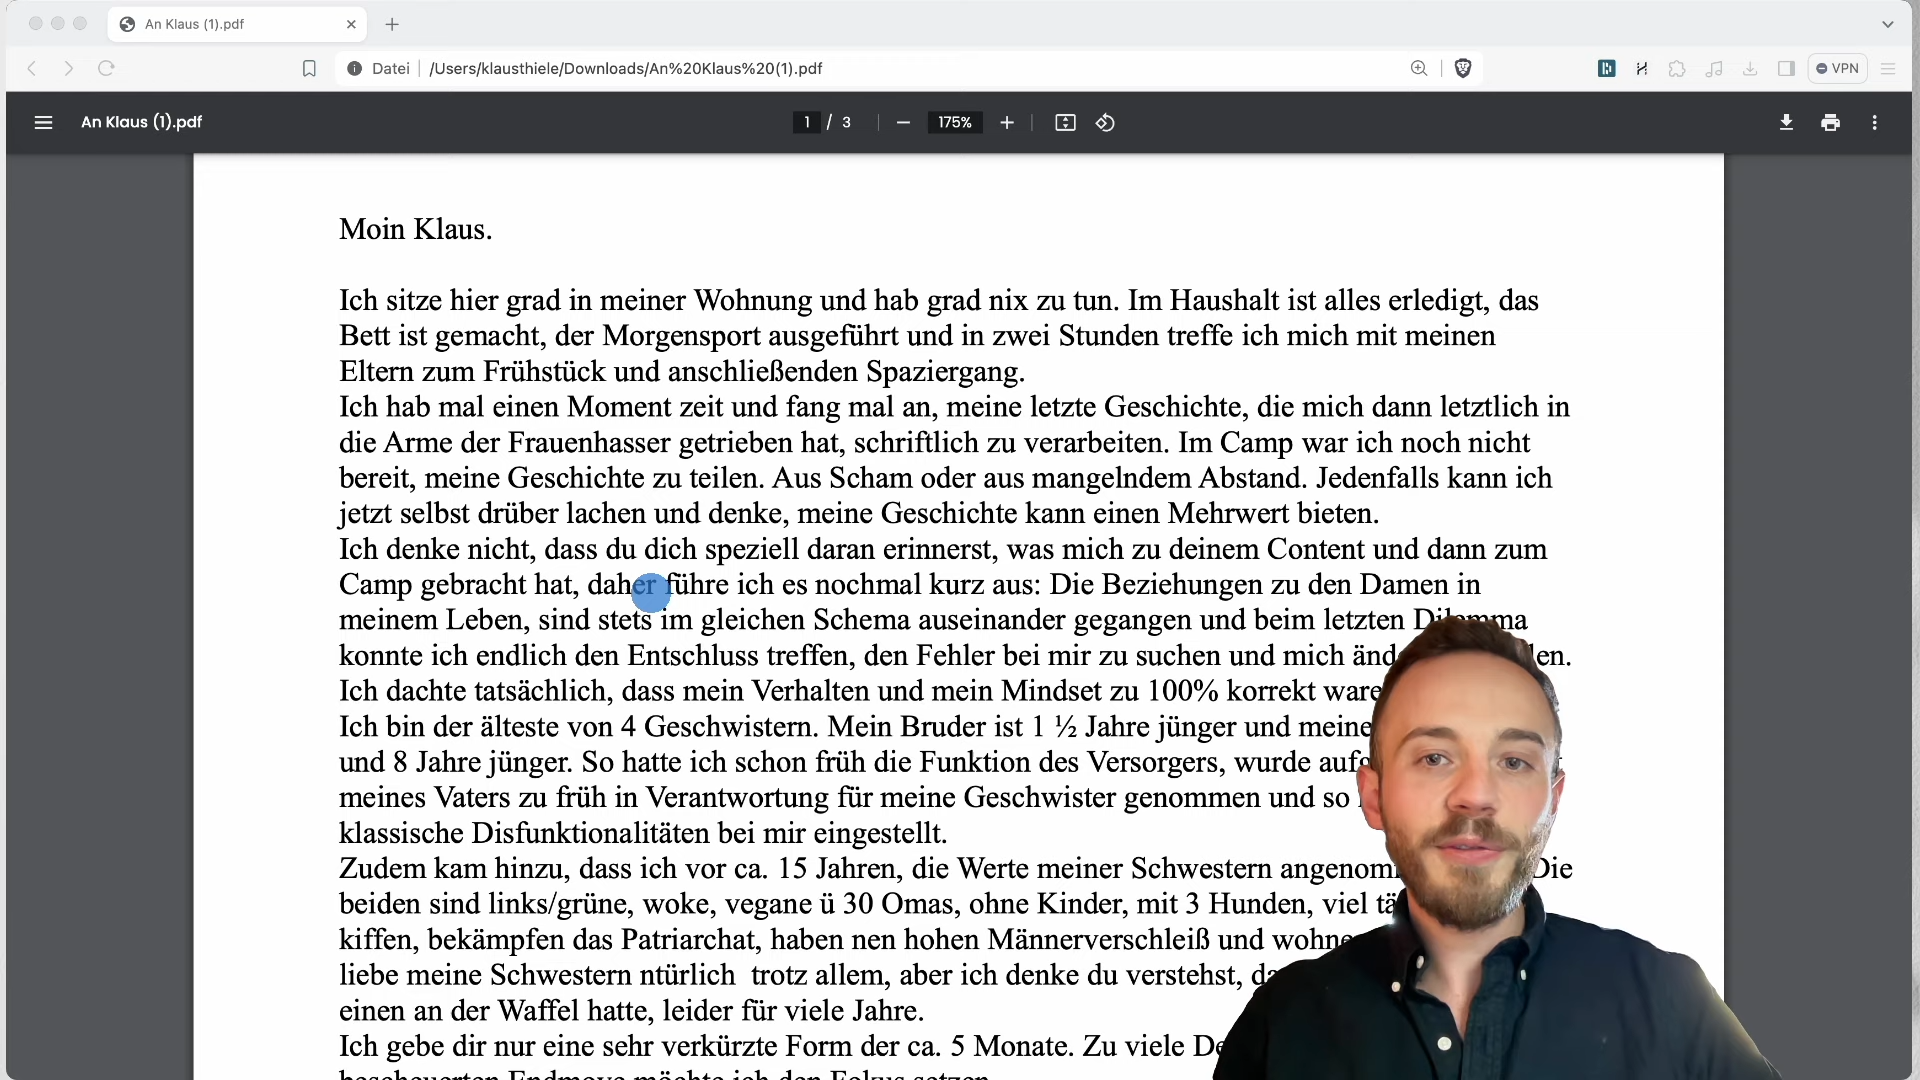 An Klaus (1).pdf
Datei /Users/klausthiele/Downloads/An%20Klaus%20(1).pdf VPN
An Klaus (1).pdf 1 / 3 175%
Moin Klaus.
Ich sitze hier grad in meiner Wohnung und hab grad nix zu tun. Im Haushalt ist alles erledigt, das
Bett ist gemacht, der Morgensport ausgeführt und in zwei Stunden treffe ich mich mit meinen
Eltern zum Frühstück und anschließenden Spaziergang.
Ich hab mal einen Moment zeit und fang mal an, meine letzte Geschichte, die mich dann letztlich in
die Arme der Frauenhasser getrieben hat, schriftlich zu verarbeiten. Im Camp war ich noch nicht
bereit, meine Geschichte zu teilen. Aus Scham oder aus mangelndem Abstand. Jedenfalls kann ich
jetzt selbst drüber lachen und denke, meine Geschichte kann einen Mehrwert bieten.
Ich denke nicht, dass du dich speziell daran erinnerst, was mich zu deinem Content und dann zum
Camp gebracht hat, daher führe ich es nochmal kurz aus: Die Beziehungen zu den Damen in
meinem Leben, sind stets im gleichen Schema auseinander gegangen und beim letzten Dilemma
konnte ich endlich den Entschluss treffen, den Fehler bei mir zu suchen und mich
Ich dachte tatsächlich, dass mein Verhalten und mein Mindset zu 100% korrekt
Ich bin der älteste von 4 Geschwistern. Mein Bruder ist 1 ½ Jahre jünger und meine
und 8 Jahre jünger. So hatte ich schon früh die Funktion des Versorgers, wurde
meines Vaters zu früh in Verantwortung für meine Geschwister genommen und so
klassische Disfunktionalitäten bei mir eingestellt.
Zudem kam hinzu, dass ich vor ca. 15 Jahren, die Werte meiner Schwestern Die
beiden sind links/grüne, woke, vegane ü 30 Omas, ohne Kinder, mit 3 Hunden, viel
kiffen, bekämpfen das Patriarchat, haben nen hohen Männerverschleiß und
liebe meine Schwestern ntürlich trotz allem, aber ich denke du verstehst,
einen an der Waffel hatte, leider für viele Jahre.
Ich gebe dir nur eine sehr verkürzte Form der ca. 5 Monate. Zu viele
bescheuerten Endmove möchte ich den Fokus setzen.